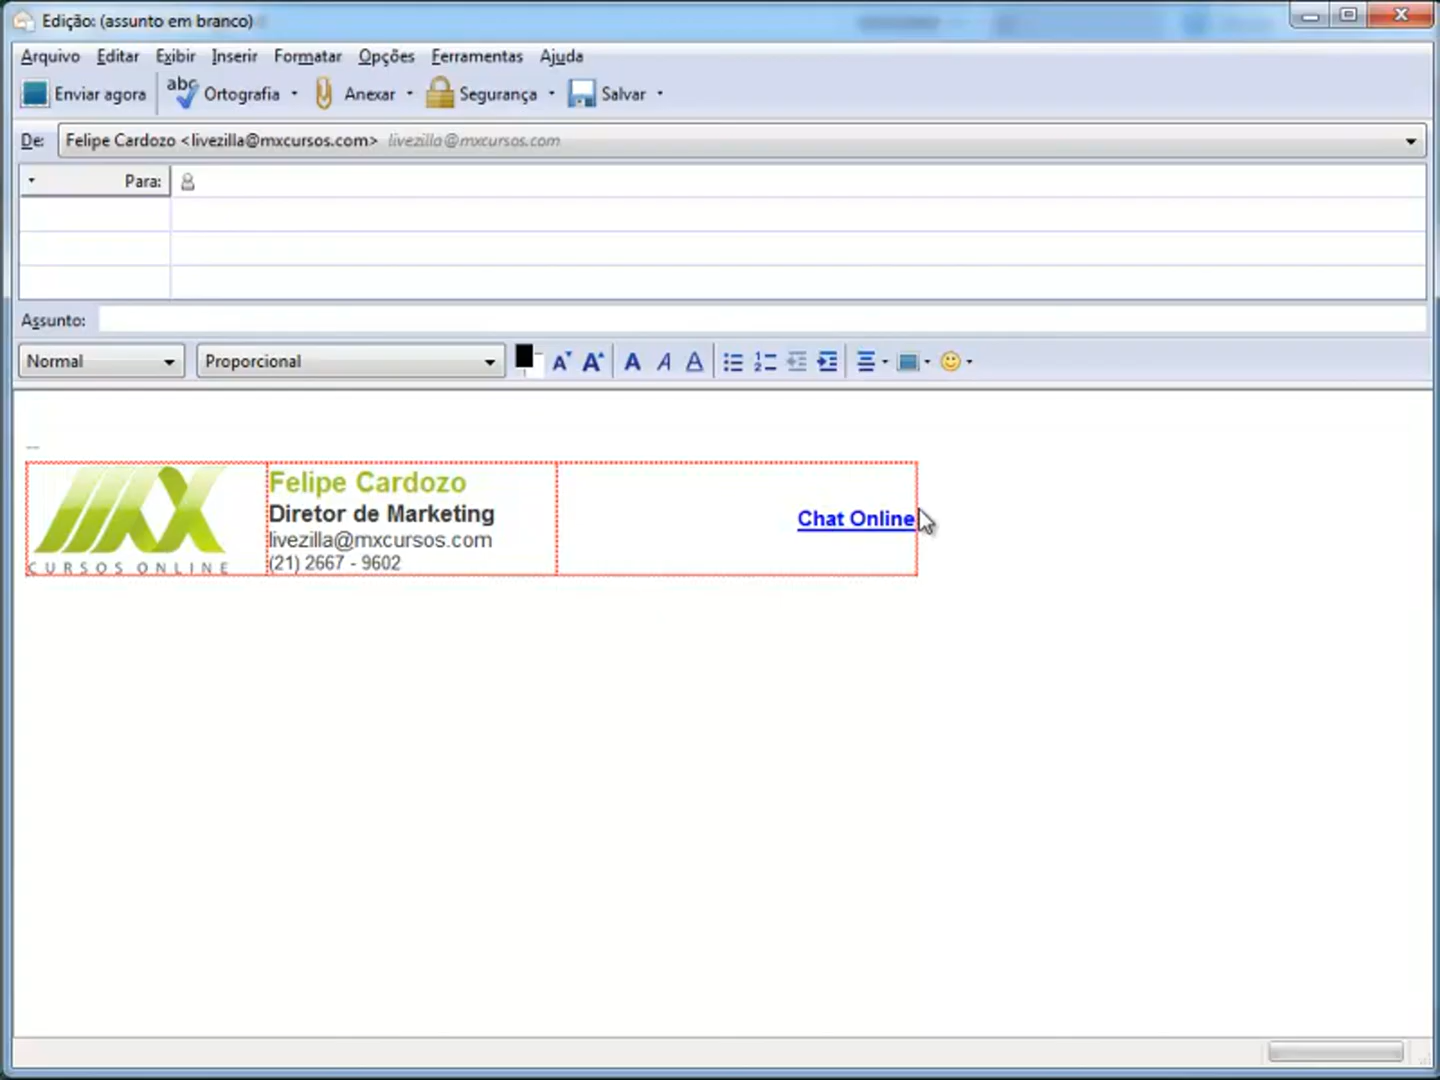 Edição: (assunto em branco)
Arquivo Editar Exibir Inserir Formatar Opções Ferramentas Ajuda
Enviar agora abc Ortografia Anexar Segurança Salvar
De: Felipe Cardozo <livezilla@mxcursos.com> livezilla@mxcursos.com
Para:
Assunto:
Normal Proporcional A A A A A
--
MX
CURSOS ONLINE
Felipe Cardozo
Diretor de Marketing
livezilla@mxcursos.com
(21) 2667 - 9602
Chat Online